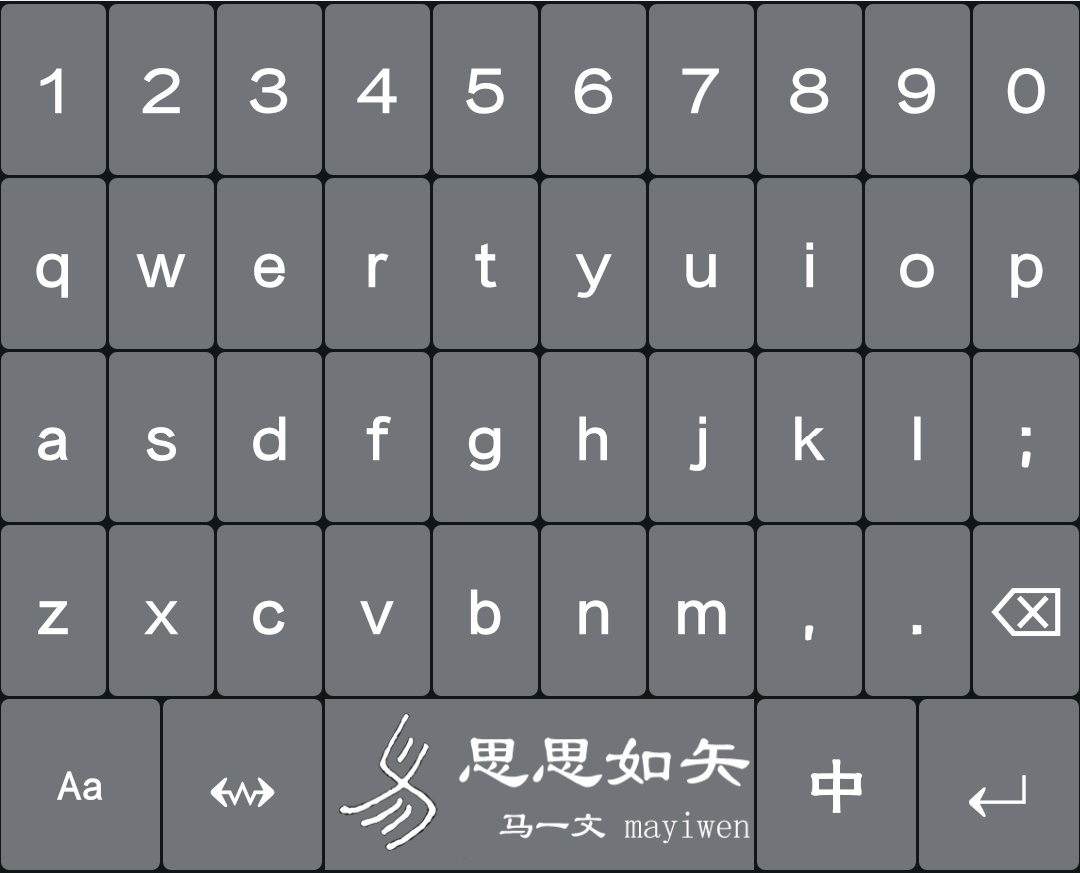 1 2 3 4 5 6 7 8 9 0
q w e r t y u i o p
a s d f g h j k l ;
z x c v b n m , .
Aa 思思如矢 中
马一文 mayiwen